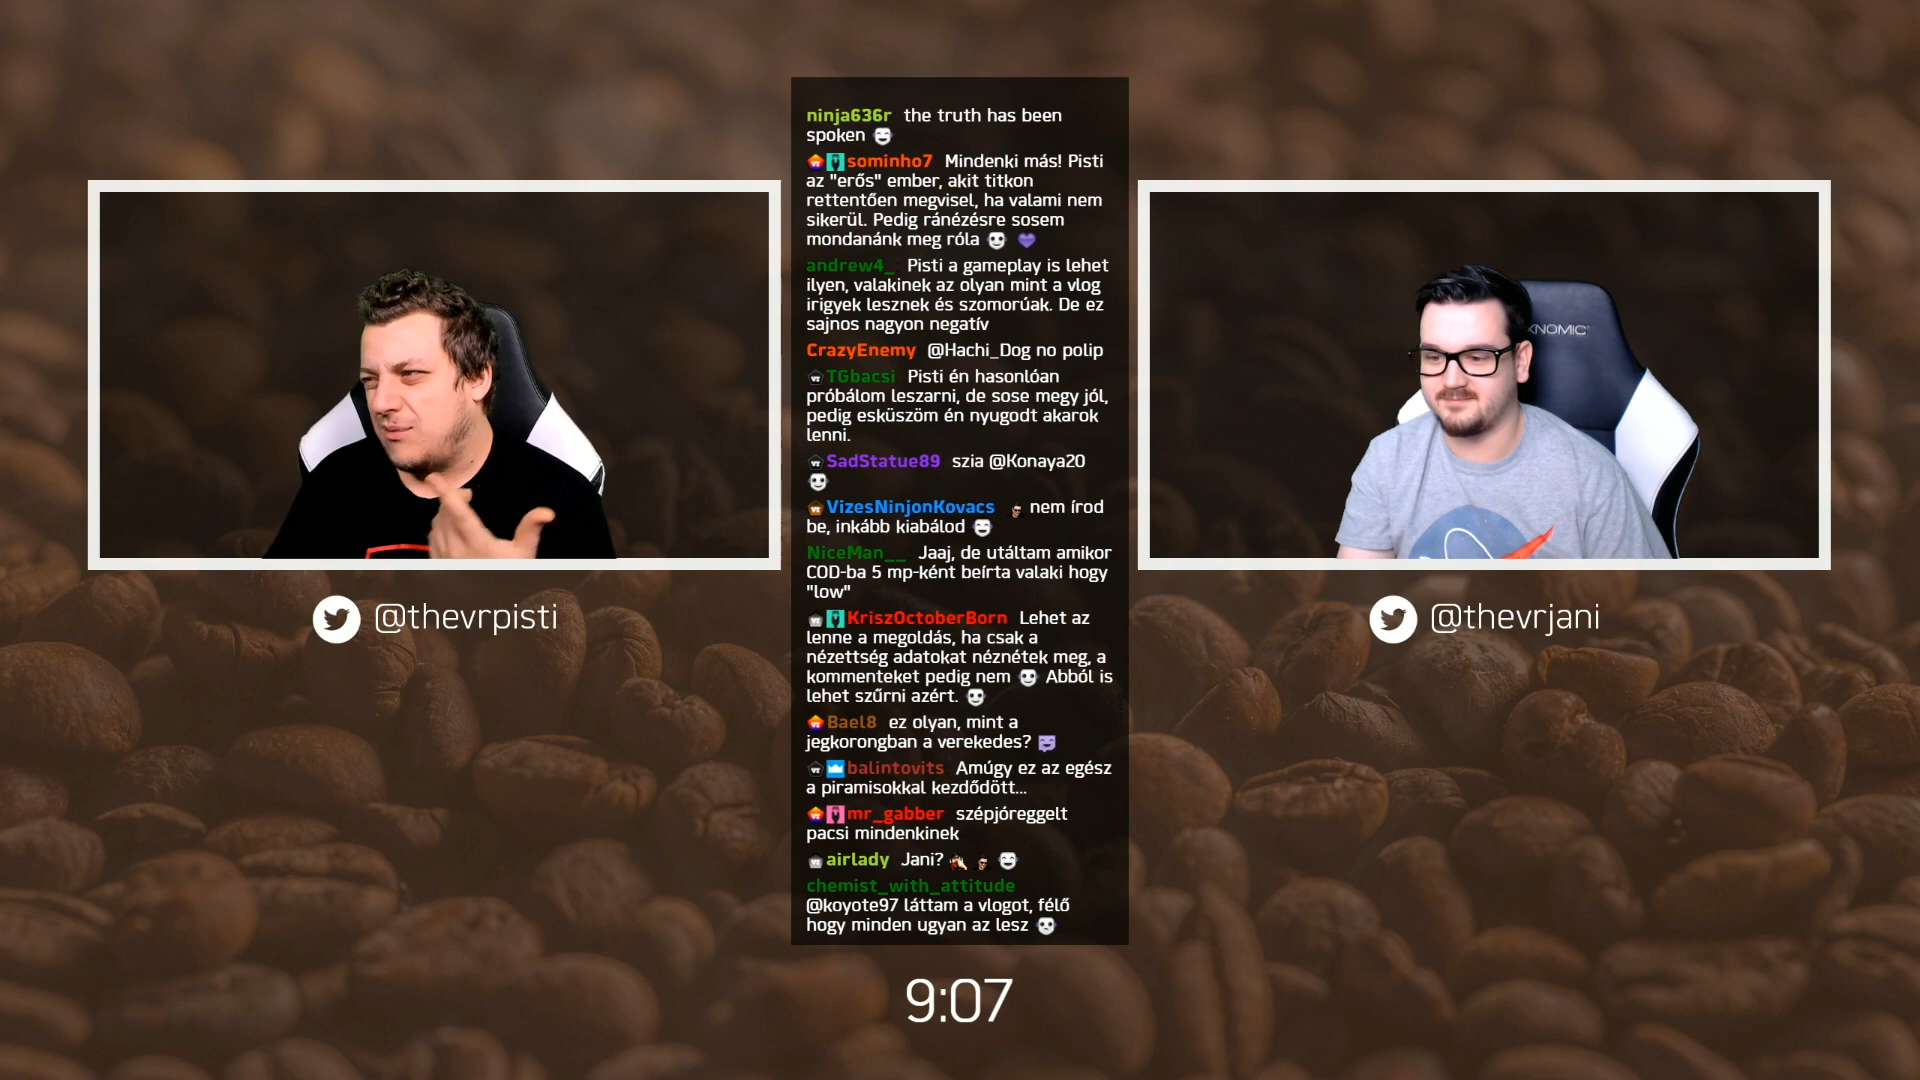 ninja636r the truth has been
spoken
sominho7 Mindenki más! Pisti
az "erős" ember, akit titkon
rettentően megvisel, ha valami nem
sikerül. Pedig ránézésre sosem
mondanánk meg róla
andrew4_ Pisti a gameplay is lehet
ilyen, valakinek az olyan mint a vlog
irigyek lesznek és szomorúak. De ez
sajnos nagyon negatív
CrazyEnemy @Hachi_Dog no polip
TGbacsi Pisti én hasonlóan
próbálom leszarni, de sose megy jól,
pedig esküszöm én nyugodt akarok
lenni.
SadStatue89 szia @Konaya20
VizesNinjonKovacs nem írod
be, inkább kiabálod
NiceMan__ Jaaj, de utáltam amikor
COD-ba 5 mp-ként beírta valaki hogy
"low"
KriszOctoberBorn Lehet az
lenne a megoldás, ha csak a
nézettség adatokat néznétek meg, a
kommenteket pedig nem Abból is
lehet szűrni azért.
Bael8 ez olyan, mint a
jegkorongban a verekedes?
balintovits Amúgy ez az egész
a piramisokkal kezdődött...
mr_gabber szépjóreggelt
pacsi mindenkinek
airlady Jani?
chemist_with_attitude
@koyote97 láttam a vlogot, félő
hogy minden ugyan az lesz
@thevrpisti
@thevrjani
9:07